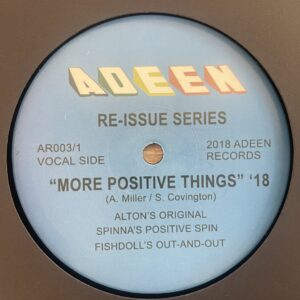 ADEEN
RE-ISSUE SERIES
AR003/1
VOCAL SIDE
2018 ADEEN
RECORDS
“MORE POSITIVE THINGS” ‘18
(A. Miller / S. Covington)
ALTON'S ORIGINAL
SPINNA'S POSITIVE SPIN
FISHDOLL'S OUT-AND-OUT